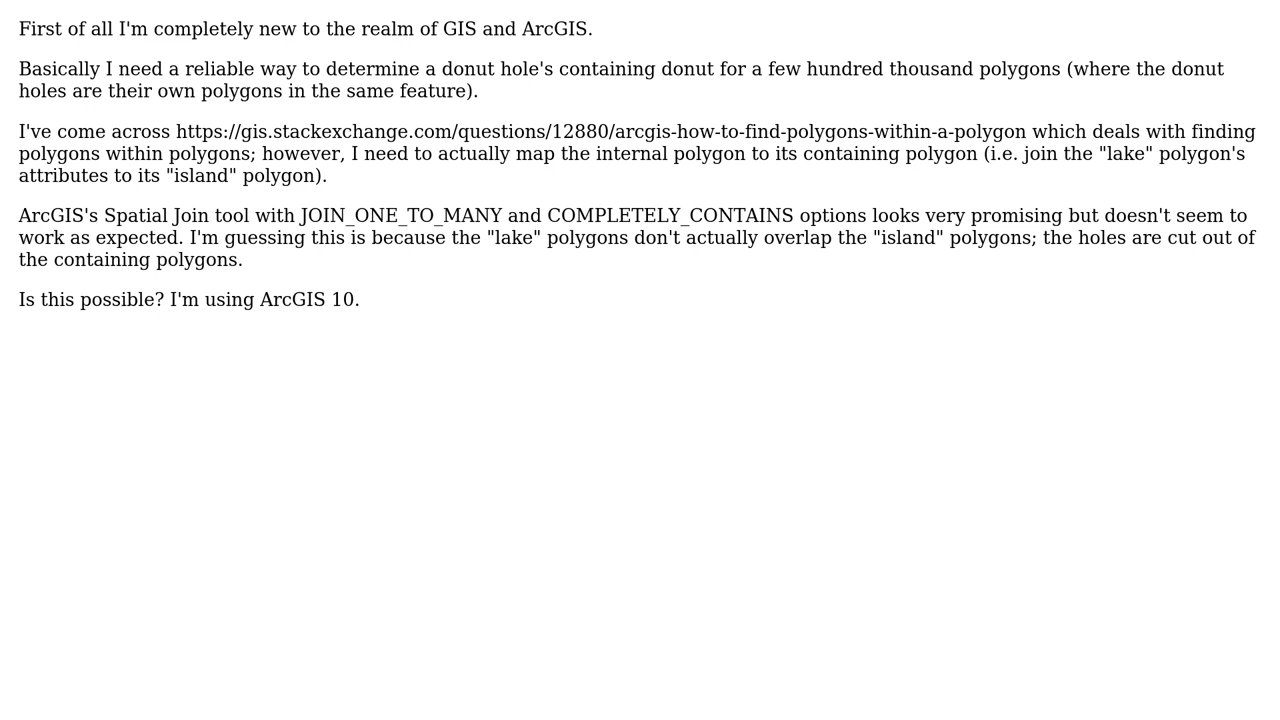 First of all I'm completely new to the realm of GIS and ArcGIS.
Basically I need a reliable way to determine a donut hole's containing donut for a few hundred thousand polygons (where the donut
holes are their own polygons in the same feature).
I've come across https://gis.stackexchange.com/questions/12880/arcgis-how-to-find-polygons-within-a-polygon which deals with finding
polygons within polygons; however, I need to actually map the internal polygon to its containing polygon (i.e. join the "lake" polygon's
attributes to its "island" polygon).
ArcGIS's Spatial Join tool with JOIN_ONE_TO_MANY and COMPLETELY_CONTAINS options looks very promising but doesn't seem to
work as expected. I'm guessing this is because the "lake" polygons don't actually overlap the "island" polygons; the holes are cut out of
the containing polygons.
Is this possible? I'm using ArcGIS 10.